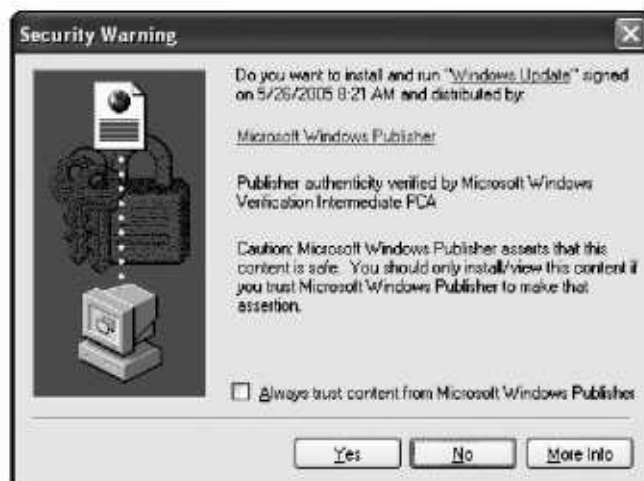 Security Warning
Do you want to install and run "Windows Update" signed
on 5/26/2005 8:21 AM and distributed by:
Microsoft Windows Publisher
Publisher authenticity verified by Microsoft Windows
Verification Intermediate PCA
Caution: Microsoft Windows Publisher asserts that this
content is safe. You should only install/view this content if
you trust Microsoft Windows Publisher to make that
assertion.
Always trust content from Microsoft Windows Publisher
Yes
No
More Info